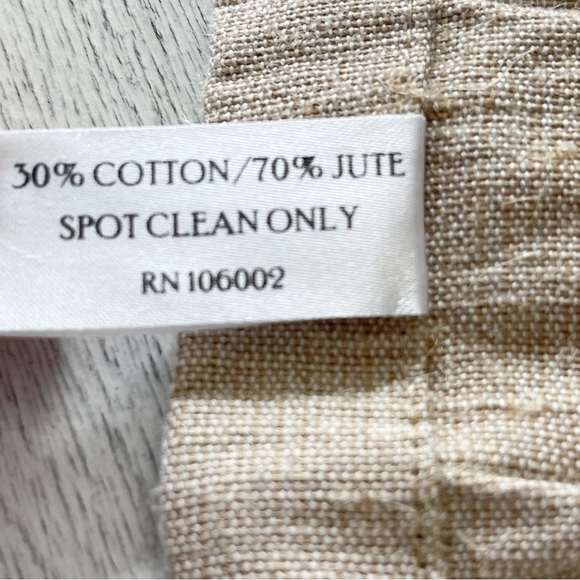 30% COTTON/70% JUTE
SPOT CLEAN ONLY
RN 106002